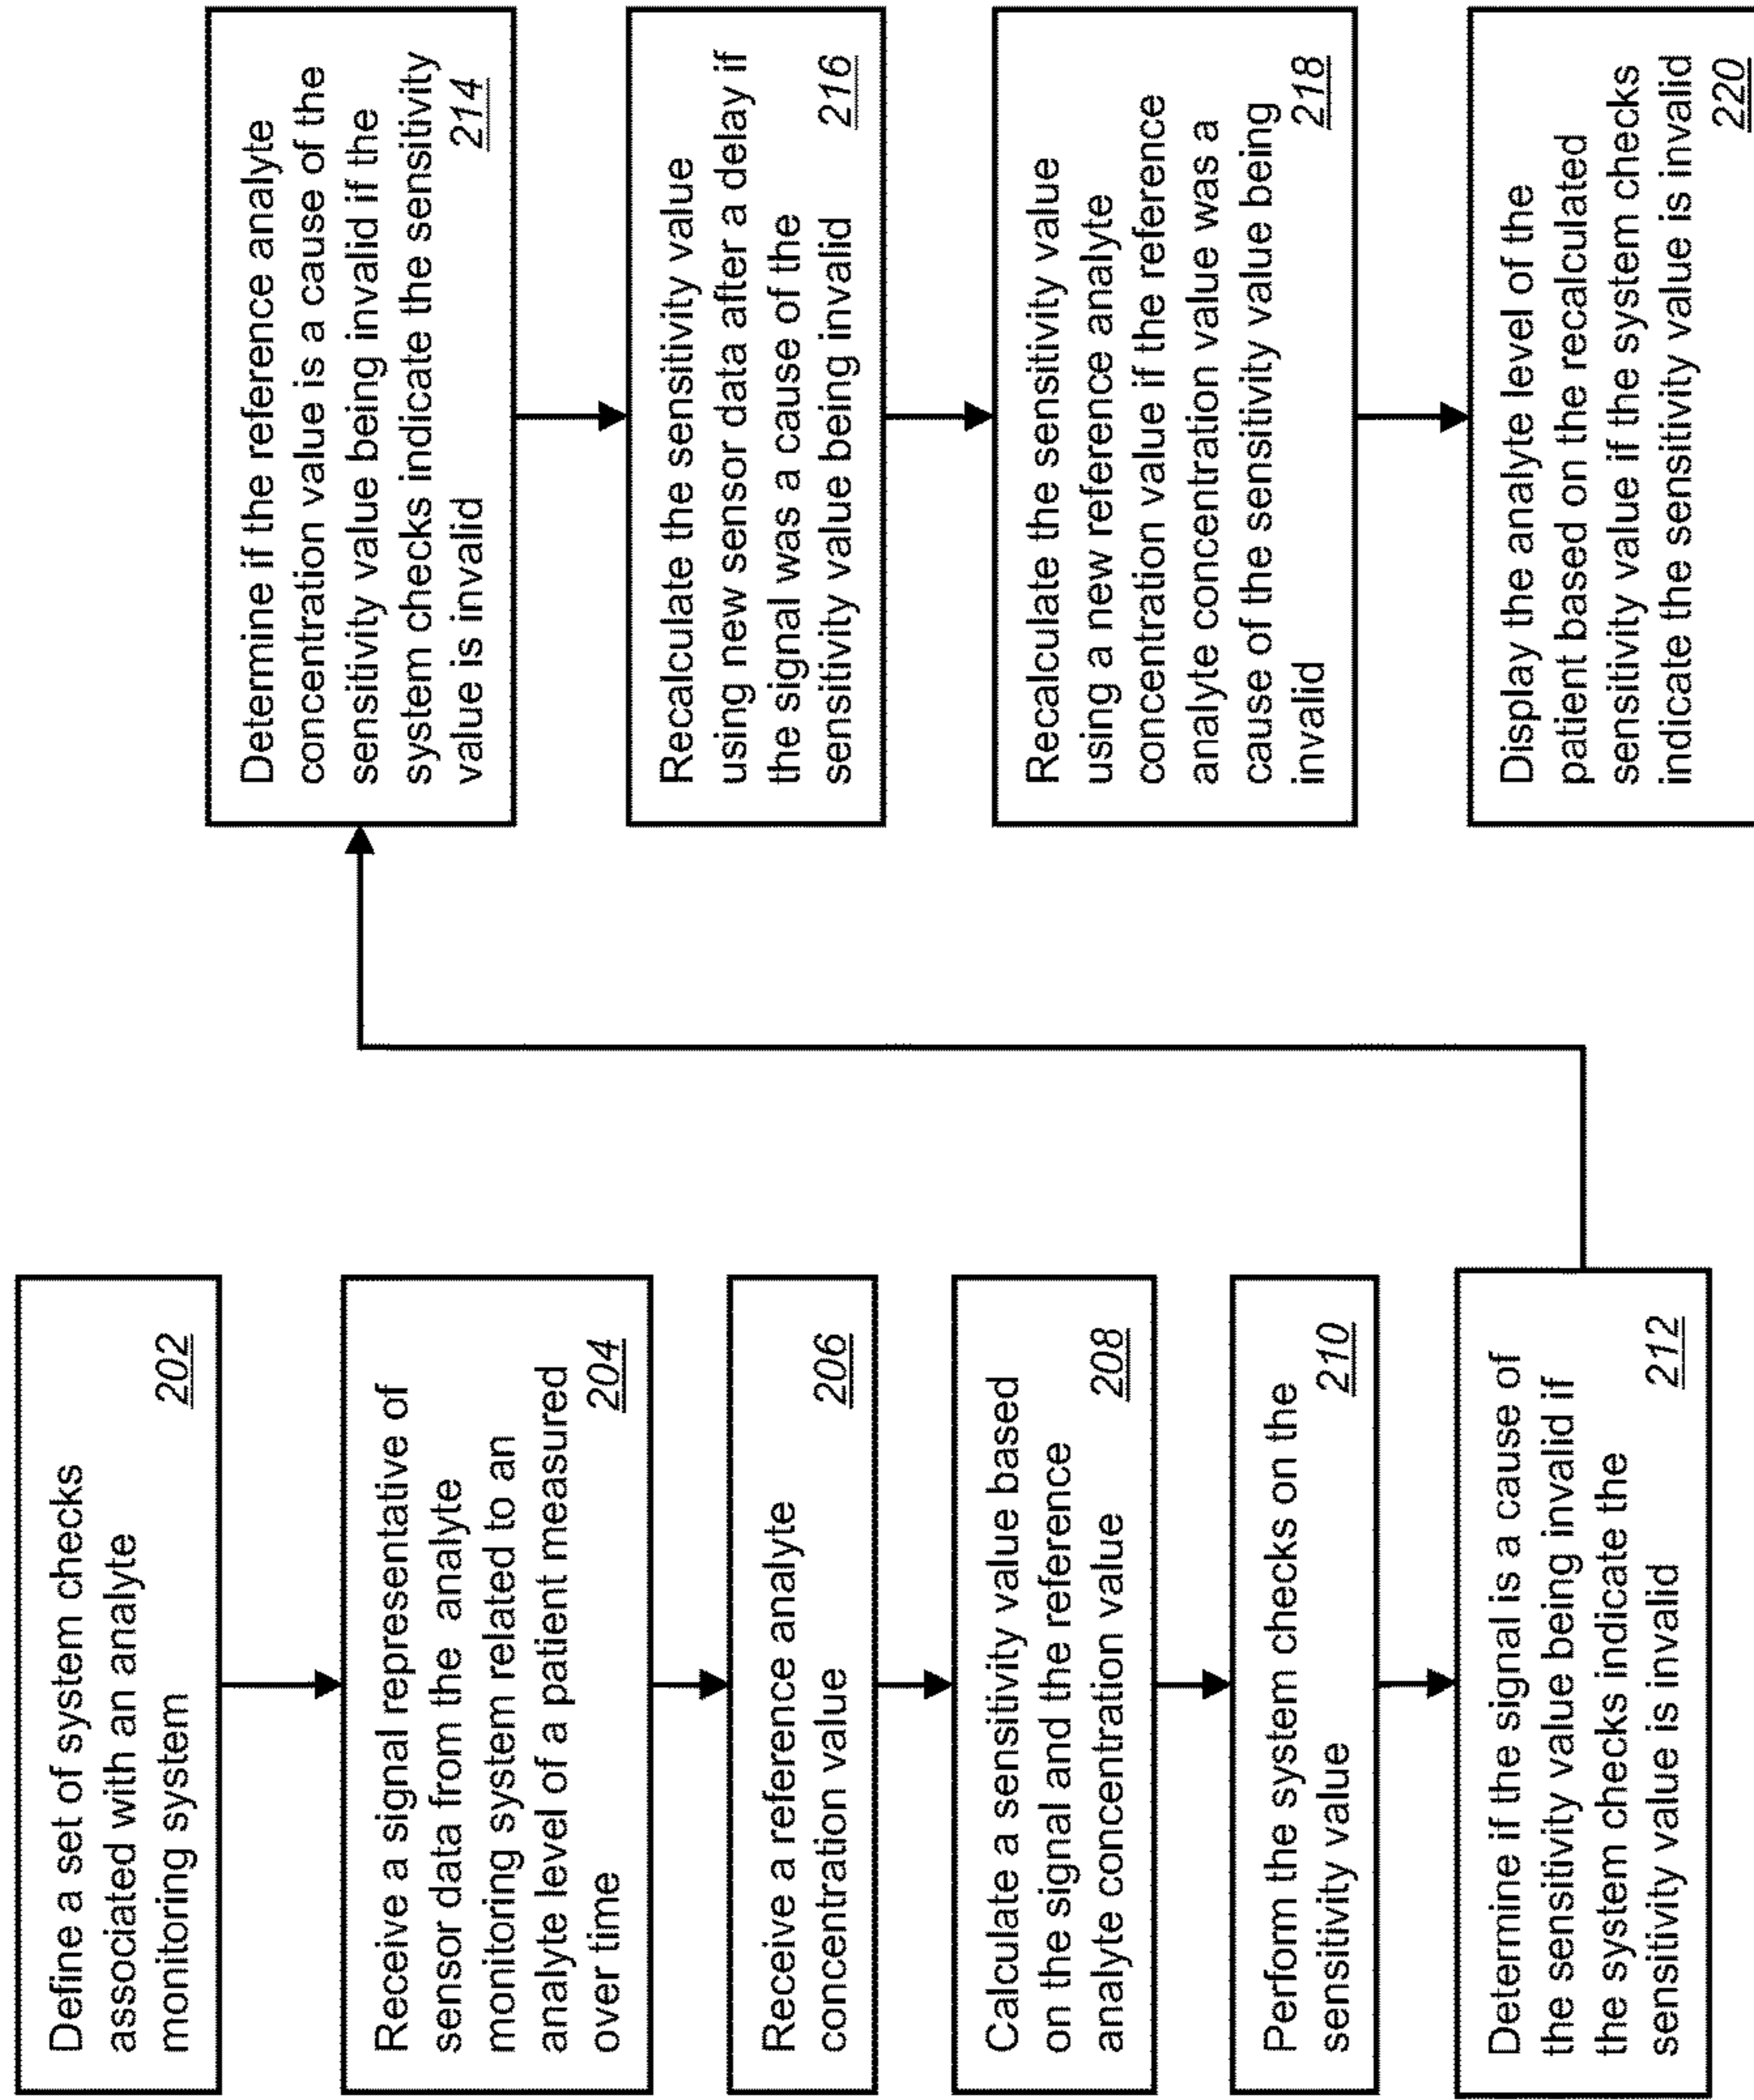 Define a set of system checks
associated with an analyte
monitoring system
202
Receive a signal representative of
sensor data from the analyte
monitoring system related to an
analyte level of a patient measured
over time
204
Receive a reference analyte
concentration value
206
Calculate a sensitivity value based
on the signal and the reference
analyte concentration value
208
Perform the system checks on the
sensitivity value
210
Determine if the signal is a cause of
the sensitivity value being invalid if
the system checks indicate the
sensitivity value is invalid
212
Determine if the reference analyte
concentration value is a cause of the
sensitivity value being invalid if the
system checks indicate the sensitivity
value is invalid
214
Recalculate the sensitivity value
using new sensor data after a delay if
the signal was a cause of the
sensitivity value being invalid
216
Recalculate the sensitivity value
using a new reference analyte
concentration value if the reference
analyte concentration value was a
cause of the sensitivity value being
invalid
218
Display the analyte level of the
patient based on the recalculated
sensitivity value if the system checks
indicate the sensitivity value is invalid
220